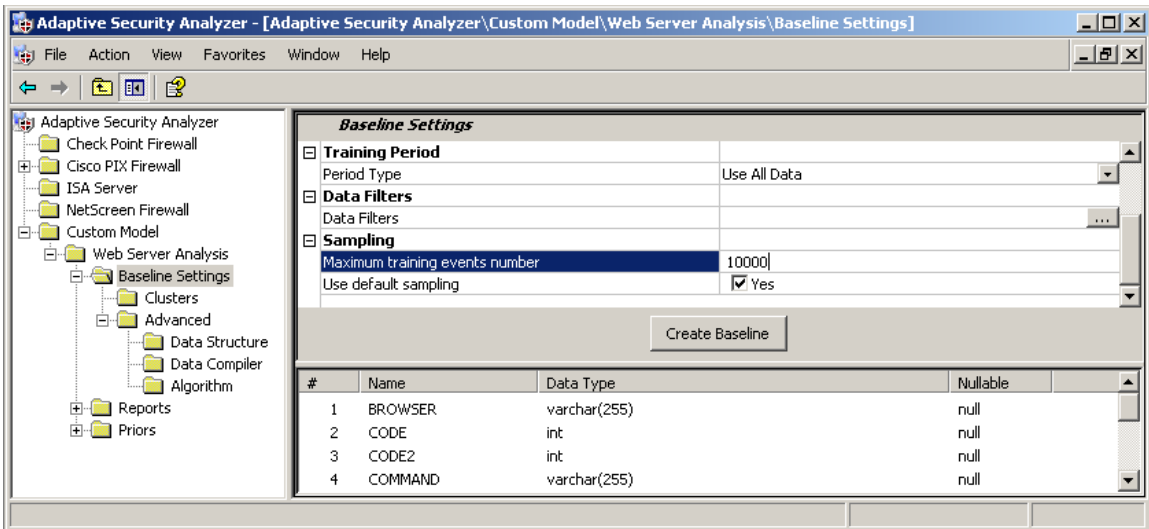 Adaptive Security Analyzer - [Adaptive Security Analyzer\Custom Model\Web Server Analysis\Baseline Settings]
File Action View Favorites Window Help
Adaptive Security Analyzer
Check Point Firewall
Cisco PIX Firewall
ISA Server
NetScreen Firewall
Custom Model
Web Server Analysis
Baseline Settings
Clusters
Advanced
Data Structure
Data Compiler
Algorithm
Reports
Priors
Baseline Settings
Training Period
Period Type Use All Data
Data Filters
Data Filters ...
Sampling
Maximum training events number 10000
Use default sampling Yes
Create Baseline
# Name Data Type Nullable
1 BROWSER varchar(255) null
2 CODE int null
3 CODE2 int null
4 COMMAND varchar(255) null